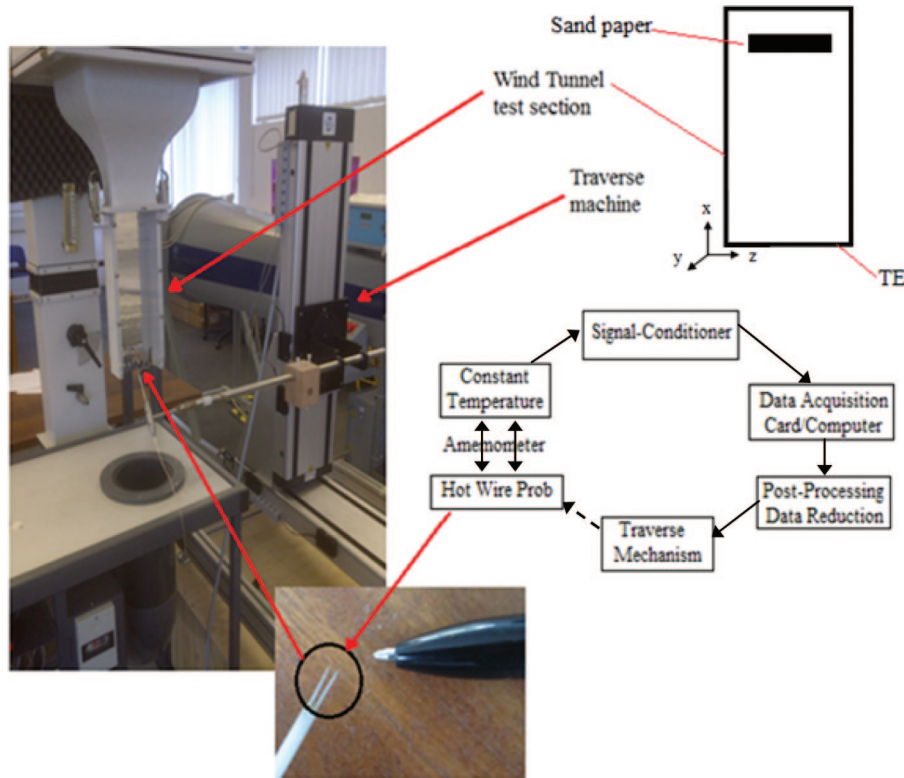 Sand paper
Wind Tunnel
test section
Traverse
machine
x
y
z
TE
Signal-Conditioner
Constant
Temperature
Amemometer
Hot Wire Prob
Data Acquisition
Card/Computer
Post-Processing
Data Reduction
Traverse
Mechanism